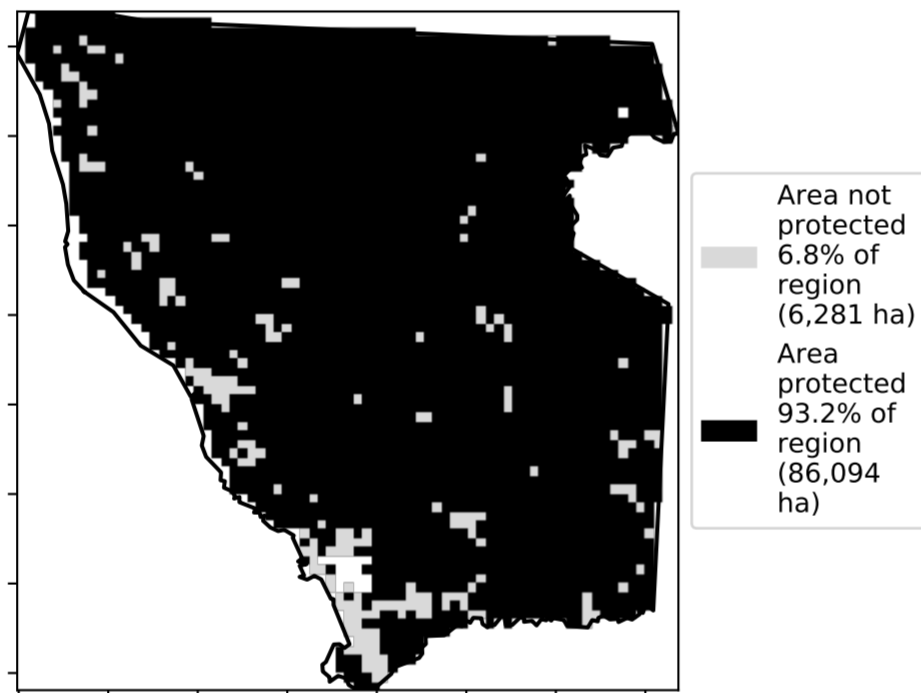 Area not
protected
6.8% of
region
(6,281 ha)
Area
protected
93.2% of
region
(86,094
ha)